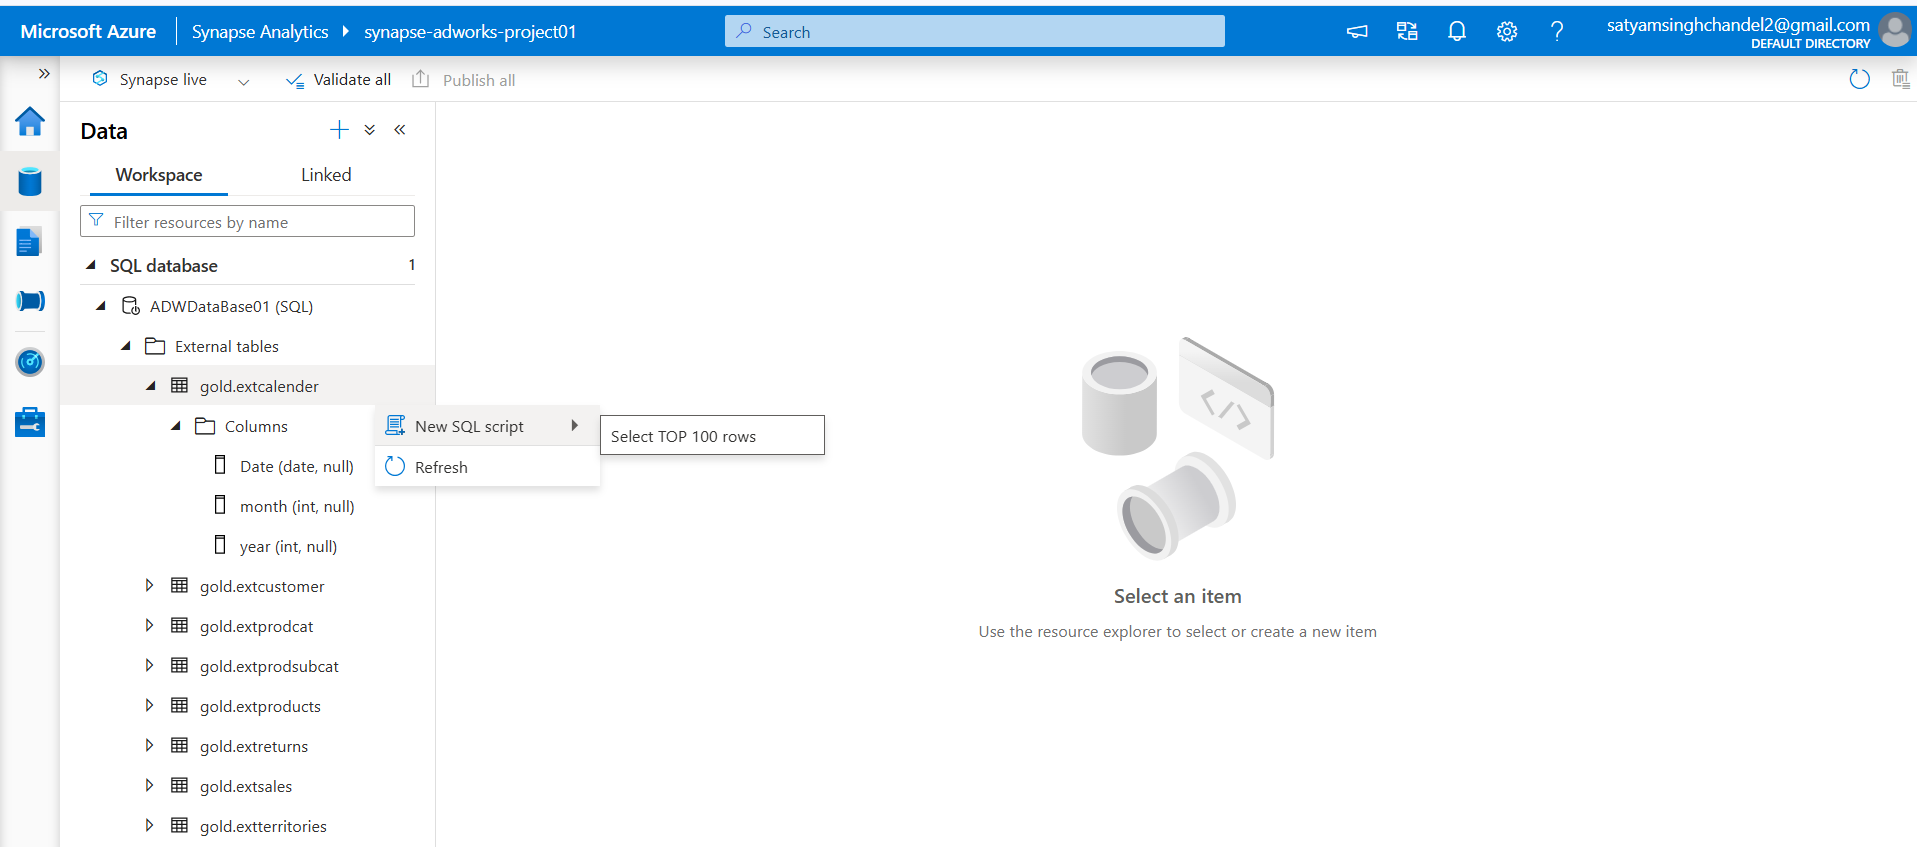 Microsoft Azure
Synapse Analytics
synapse-adworks-project01
Search
satyamsinghchandel2@gmail.com
DEFAULT DIRECTORY
Synapse live
Validate all
Publish all
Data
Workspace
Linked
Filter resources by name
SQL database 1
ADWDataBase01 (SQL)
External tables
gold.extcalender
Columns
New SQL script
Select TOP 100 rows
Date (date, null)
Refresh
month (int, null)
year (int, null)
gold.extcustomer
gold.extprodcat
gold.extprodsubcat
gold.extproducts
gold.extreturns
gold.extsales
gold.extterritories
Select an item
Use the resource explorer to select or create a new item